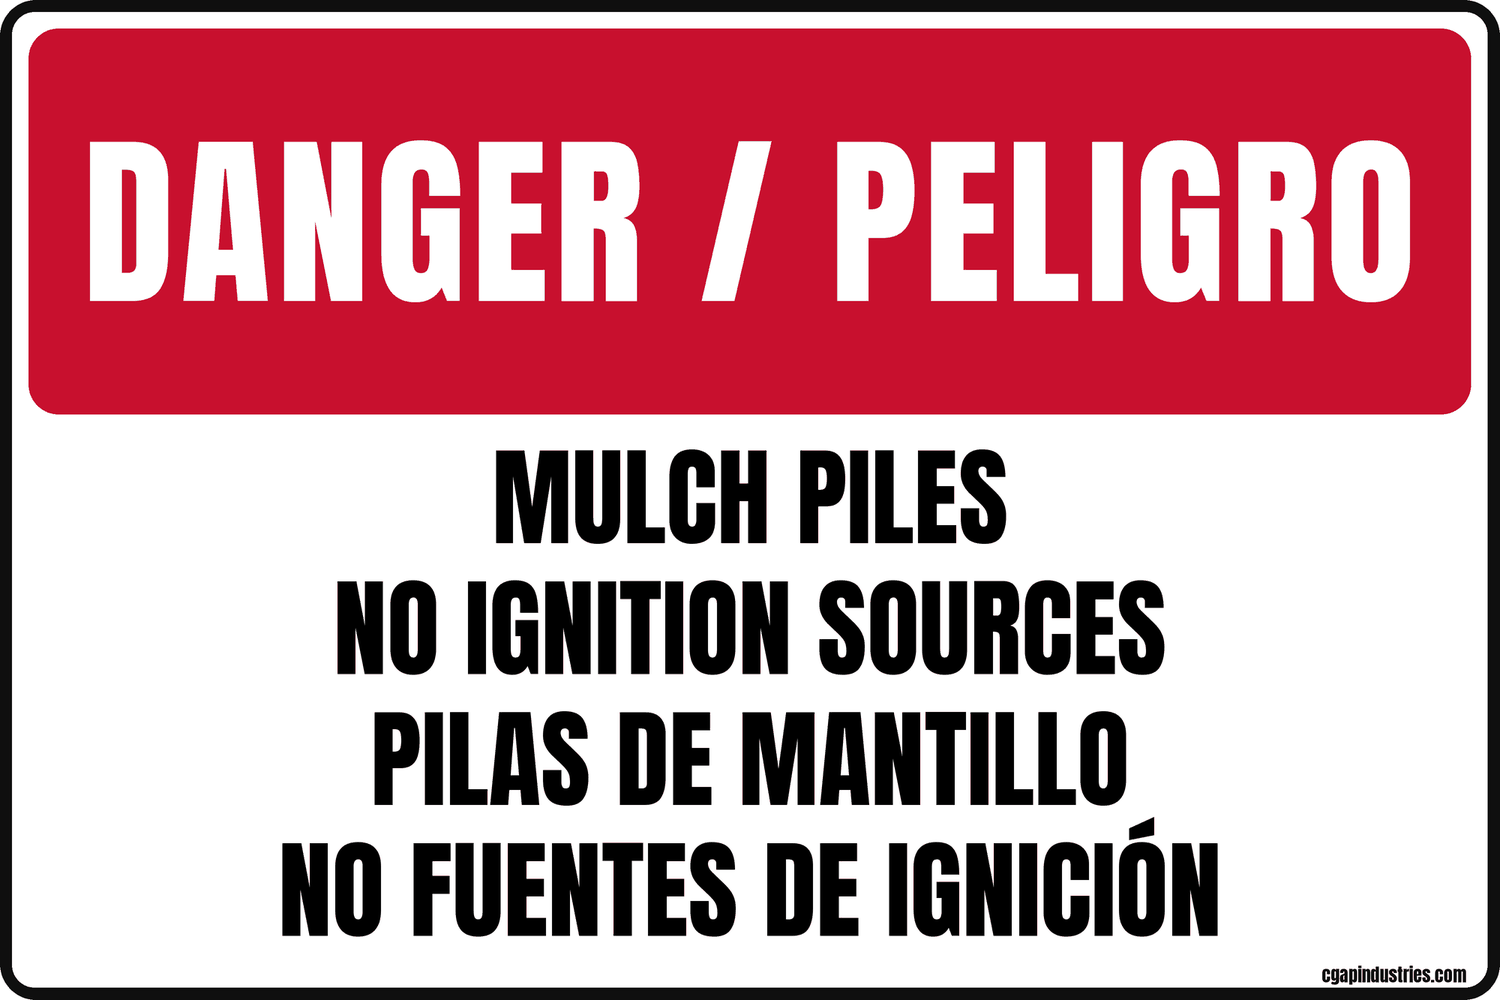 DANGER / PELIGRO
MULCH PILES
NO IGNITION SOURCES
PILAS DE MANTILLO
NO FUENTES DE IGNICIÓN
cgapindustries.com